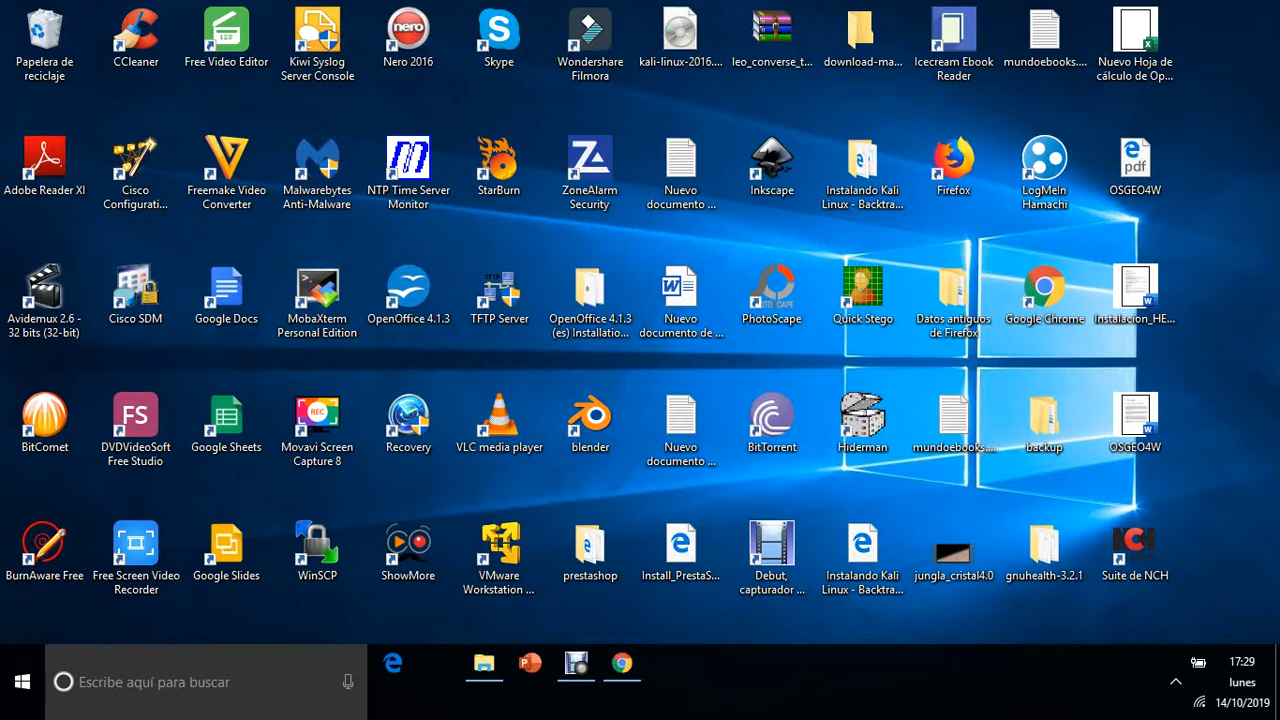 Papelera de
reciclaje
CCleaner
Free Video Editor
Kiwi Syslog
Server Console
nero
Nero 2016
Skype
Wondershare
Filmora
kali-linux-2016....
leo_converse_t...
download-ma...
Icecream Ebook
Reader
mundoebooks....
Nuevo Hoja de
cálculo de Op...
Adobe Reader XI
Cisco
Configurati...
Freemake Video
Converter
Malwarebytes
Anti-Malware
NTP Time Server
Monitor
StarBurn
ZoneAlarm
Security
Nuevo
documento ...
Inkscape
Instalando Kali
Linux - Backtra...
Firefox
LogMeIn
Hamachi
pdf
OSGEO4W
Avidemux 2.6 -
32 bits (32-bit)
Cisco SDM
Google Docs
MobaXterm
Personal Edition
OpenOffice 4.1.3
TFTP
TFTP Server
OpenOffice 4.1.3
(es) Installatio...
Nuevo
documento de ...
PhotoScape
Quick Stego
Datos antiguos
de Firefox
Google Chrome
Instalacion_HE...
BitComet
FS
DVDVideoSoft
Free Studio
Google Sheets
REC
Movavi Screen
Capture 8
Recovery
VLC media player
blender
Nuevo
documento ...
BitTorrent
Hiderman
mundoebooks....
backup
OSGEO4W
BurnAware Free
Free Screen Video
Recorder
Google Slides
WinSCP
ShowMore
VMware
Workstation ...
prestashop
Install_PrestaS...
Debut,
capturador ...
Instalando Kali
Linux - Backtra...
jungla_cristal4.0
gnuhealth-3.2.1
Suite de NCH
Escribe aquí para buscar
17:29
lunes
14/10/2019